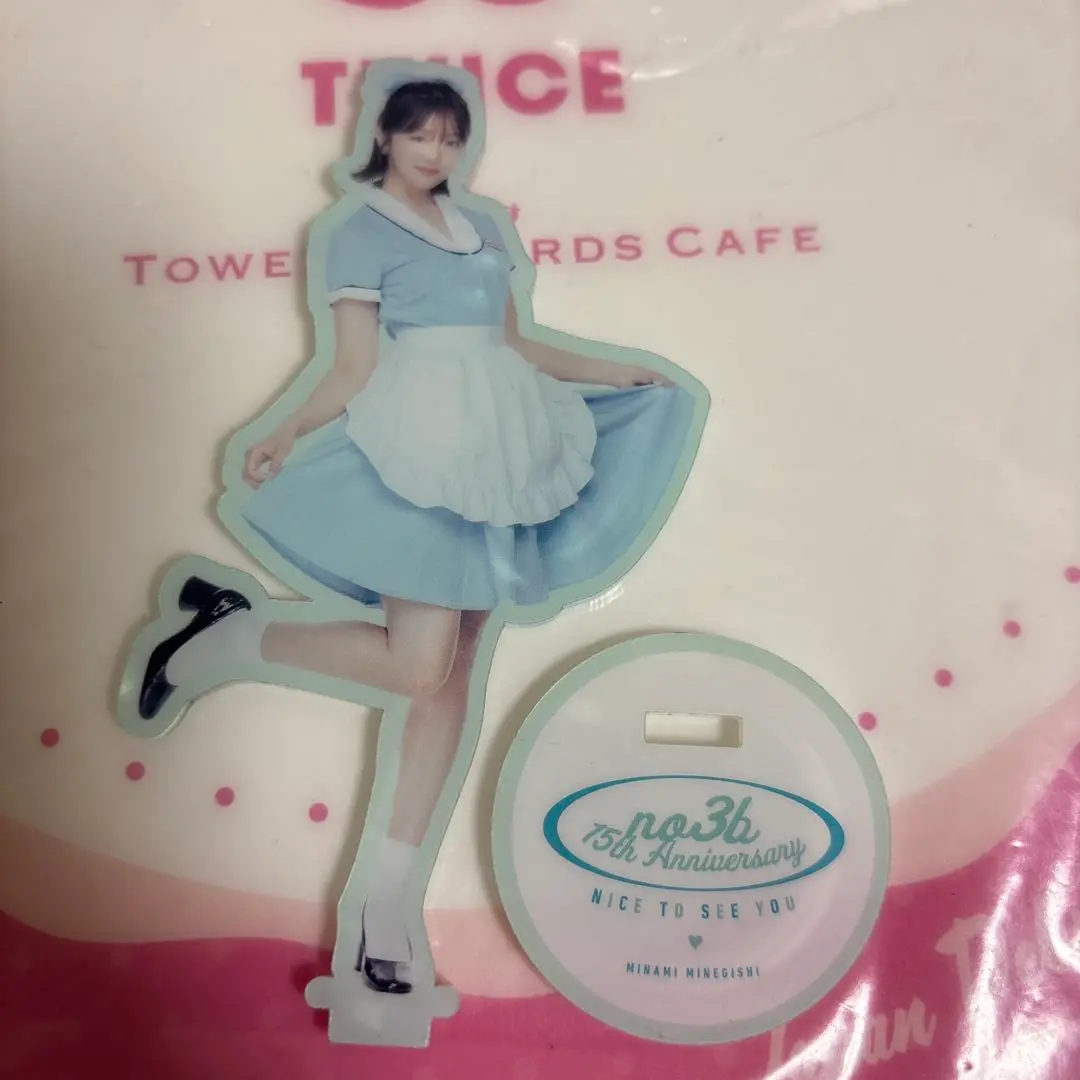 TWICE
TOWE RDS CAFE
no3b
15th Anniversary
NICE TO SEE YOU
MINAMI MINEGISHI